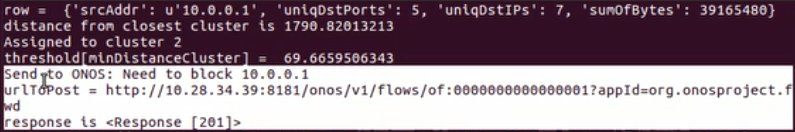 row =  {'srcAddr': u'10.0.0.1', 'uniqDstPorts': 5, 'uniqDstIPs': 7, 'sumOfBytes': 39165480}
distance from closest cluster is 1790.82013213
Assigned to cluster 2
threshold[minDistanceCluster] =  69.6659506343
Send to ONOS: Need to block 10.0.0.1
urlToPost = http://10.28.34.39:8181/onos/v1/flows/of:0000000000000001?appId=org.onosproject.f
wd
response is <Response [201]>